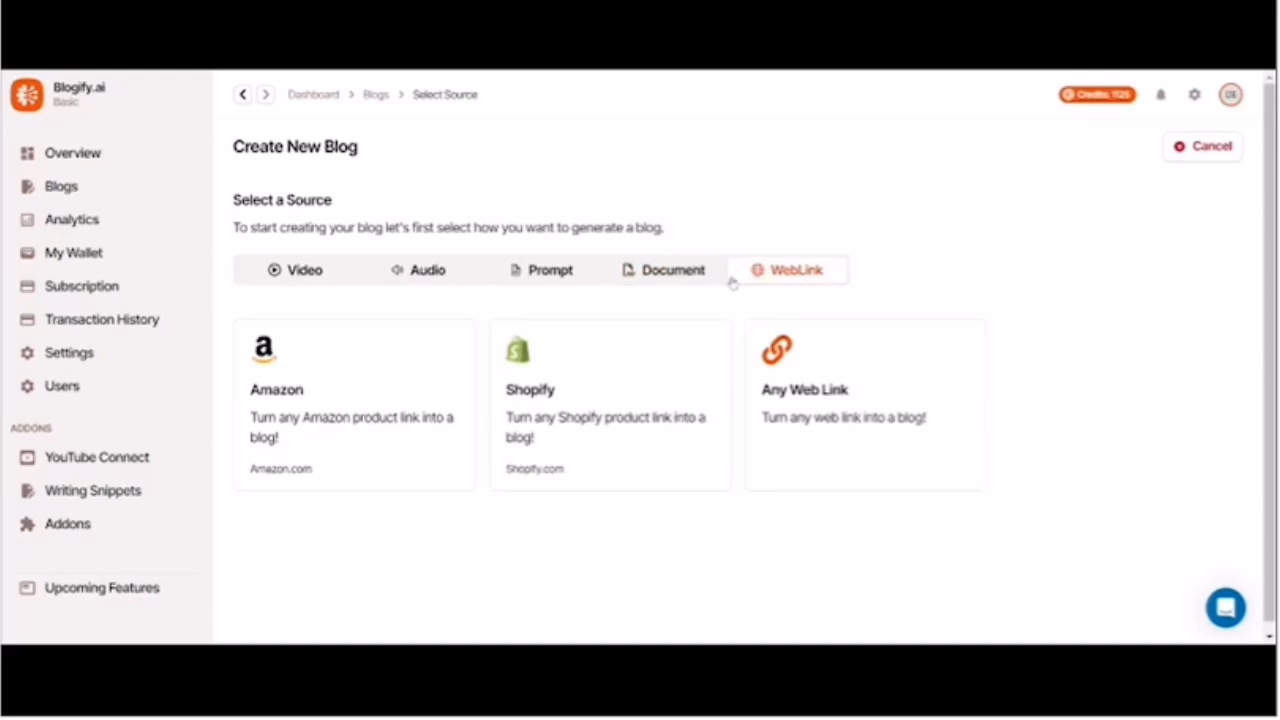 Blogify.ai
Basic
Overview
Blogs
Analytics
My Wallet
Subscription
Transaction History
Settings
Users
ADDONS
YouTube Connect
Writing Snippets
Addons
Upcoming Features
Dashboard > Blogs > Select Source
Credits: 1125
Create New Blog
Cancel
Select a Source
To start creating your blog let's first select how you want to generate a blog.
Video Audio Prompt Document WebLink
Amazon
Turn any Amazon product link into a
blog!
Amazon.com
Shopify
Turn any Shopify product link into a
blog!
Shopify.com
Any Web Link
Turn any web link into a blog!